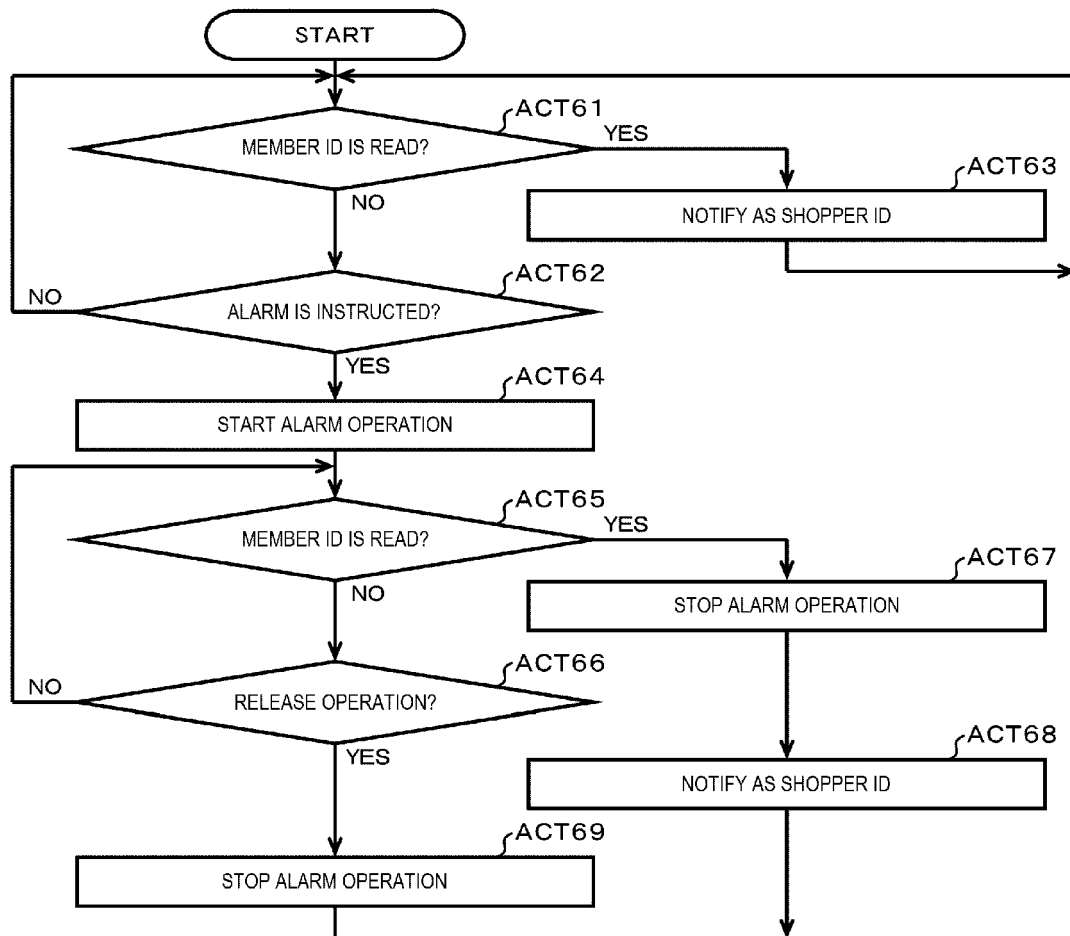 START
ACT61
MEMBER ID IS READ?
YES
NO
ACT63
NOTIFY AS SHOPPER ID
ACT62
ALARM IS INSTRUCTED?
NO
YES
ACT64
START ALARM OPERATION
ACT65
MEMBER ID IS READ?
YES
NO
ACT67
STOP ALARM OPERATION
ACT66
RELEASE OPERATION?
NO
YES
ACT68
NOTIFY AS SHOPPER ID
ACT69
STOP ALARM OPERATION